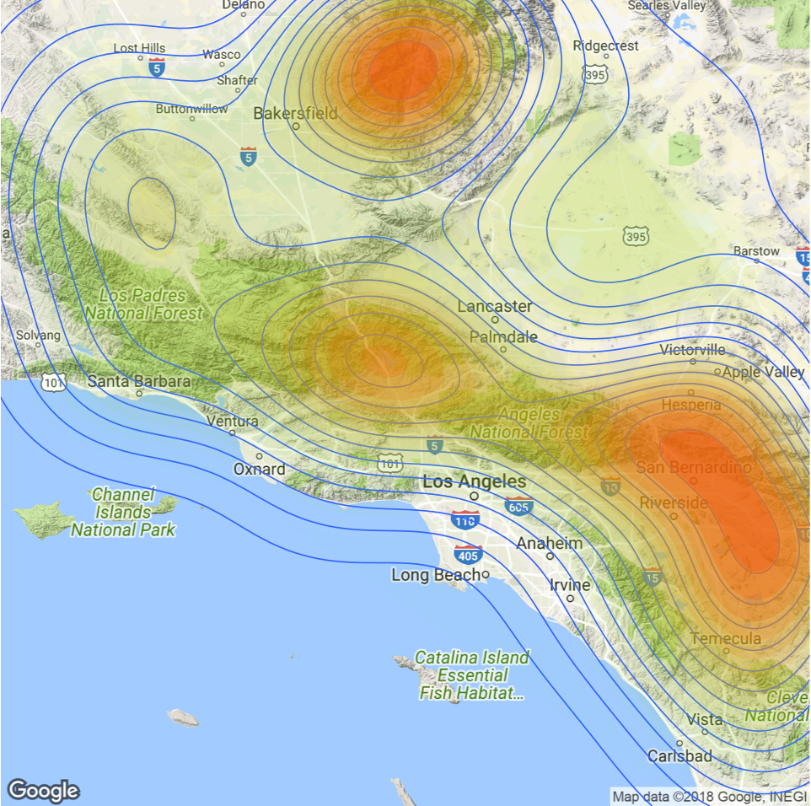 Delano
Searles Valley
Lost Hills
Wasco
Ridgecrest
5
395
Shafter
Buttonwillow
Bakersfield
5
395
Barstow
15
Los Padres
National Forest
Lancaster
Solvang
Palmdale
Victorville
101
Santa Barbara
Apple Valley
Hesperia
Ventura
Angeles
National Forest
5
101
Oxnard
San Bernardino
Los Angeles
10
Channel
Islands
National Park
Riverside
605
110
Anaheim
405
Long Beach
Irvine
15
Temecula
Catalina Island
Essential
Fish Habitat...
Cleve
National
Vista
Carlsbad
Google
Map data ©2018 Google, INEGI